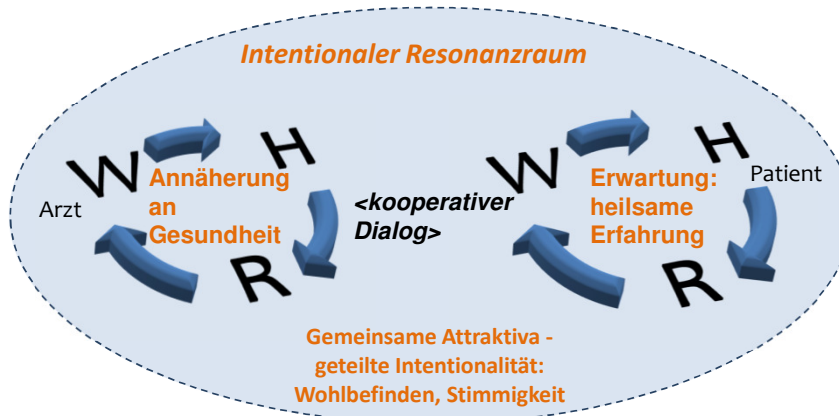 Intentionaler Resonanzraum
W
H
Annäherung
an
Gesundheit
Arzt
R
<kooperativer
Dialog>
W
H
Erwartung:
heilsame
Erfahrung
Patient
R
Gemeinsame Attraktiva -
geteilte Intentionalität:
Wohlbefinden, Stimmigkeit